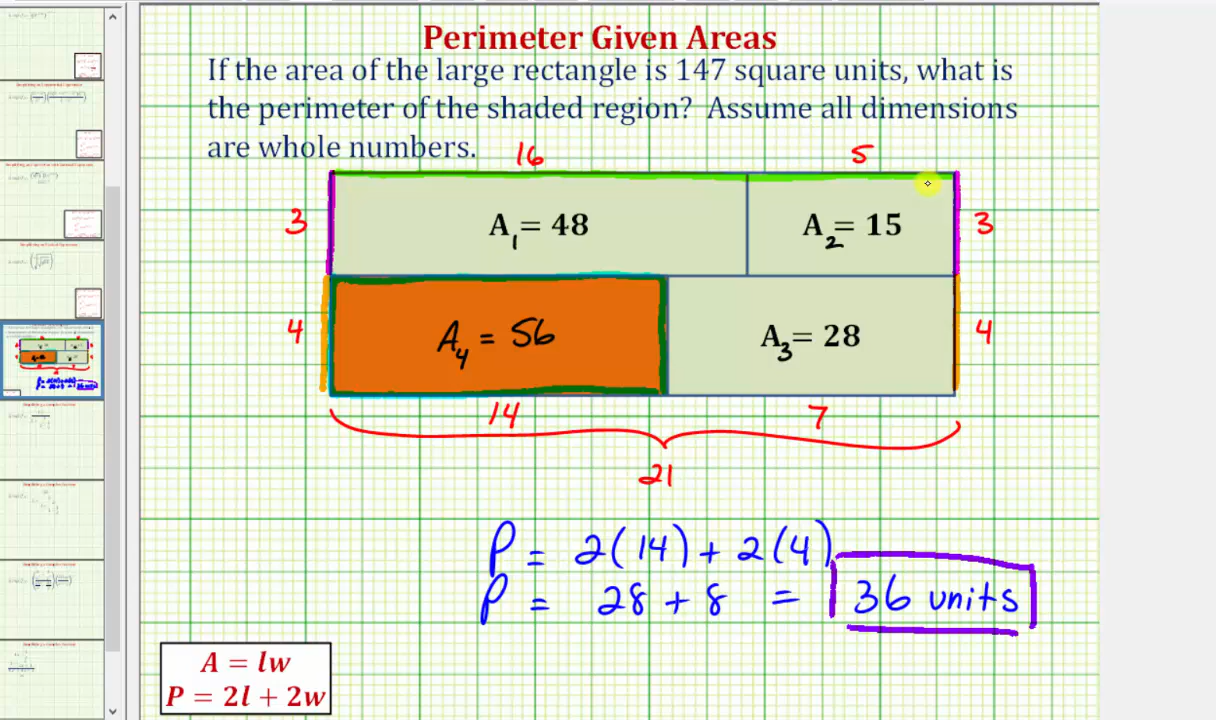 Perimeter Given Areas
If the area of the large rectangle is 147 square units, what is
the perimeter of the shaded region? Assume all dimensions
are whole numbers.
16 5
3 A₁= 48 A₂= 15 3
4 A₄ = 56 A₃= 28 4
14 7
21
P = 2(14) + 2(4)
P = 28 + 8 = 36 units
A = lw
P = 2l + 2w